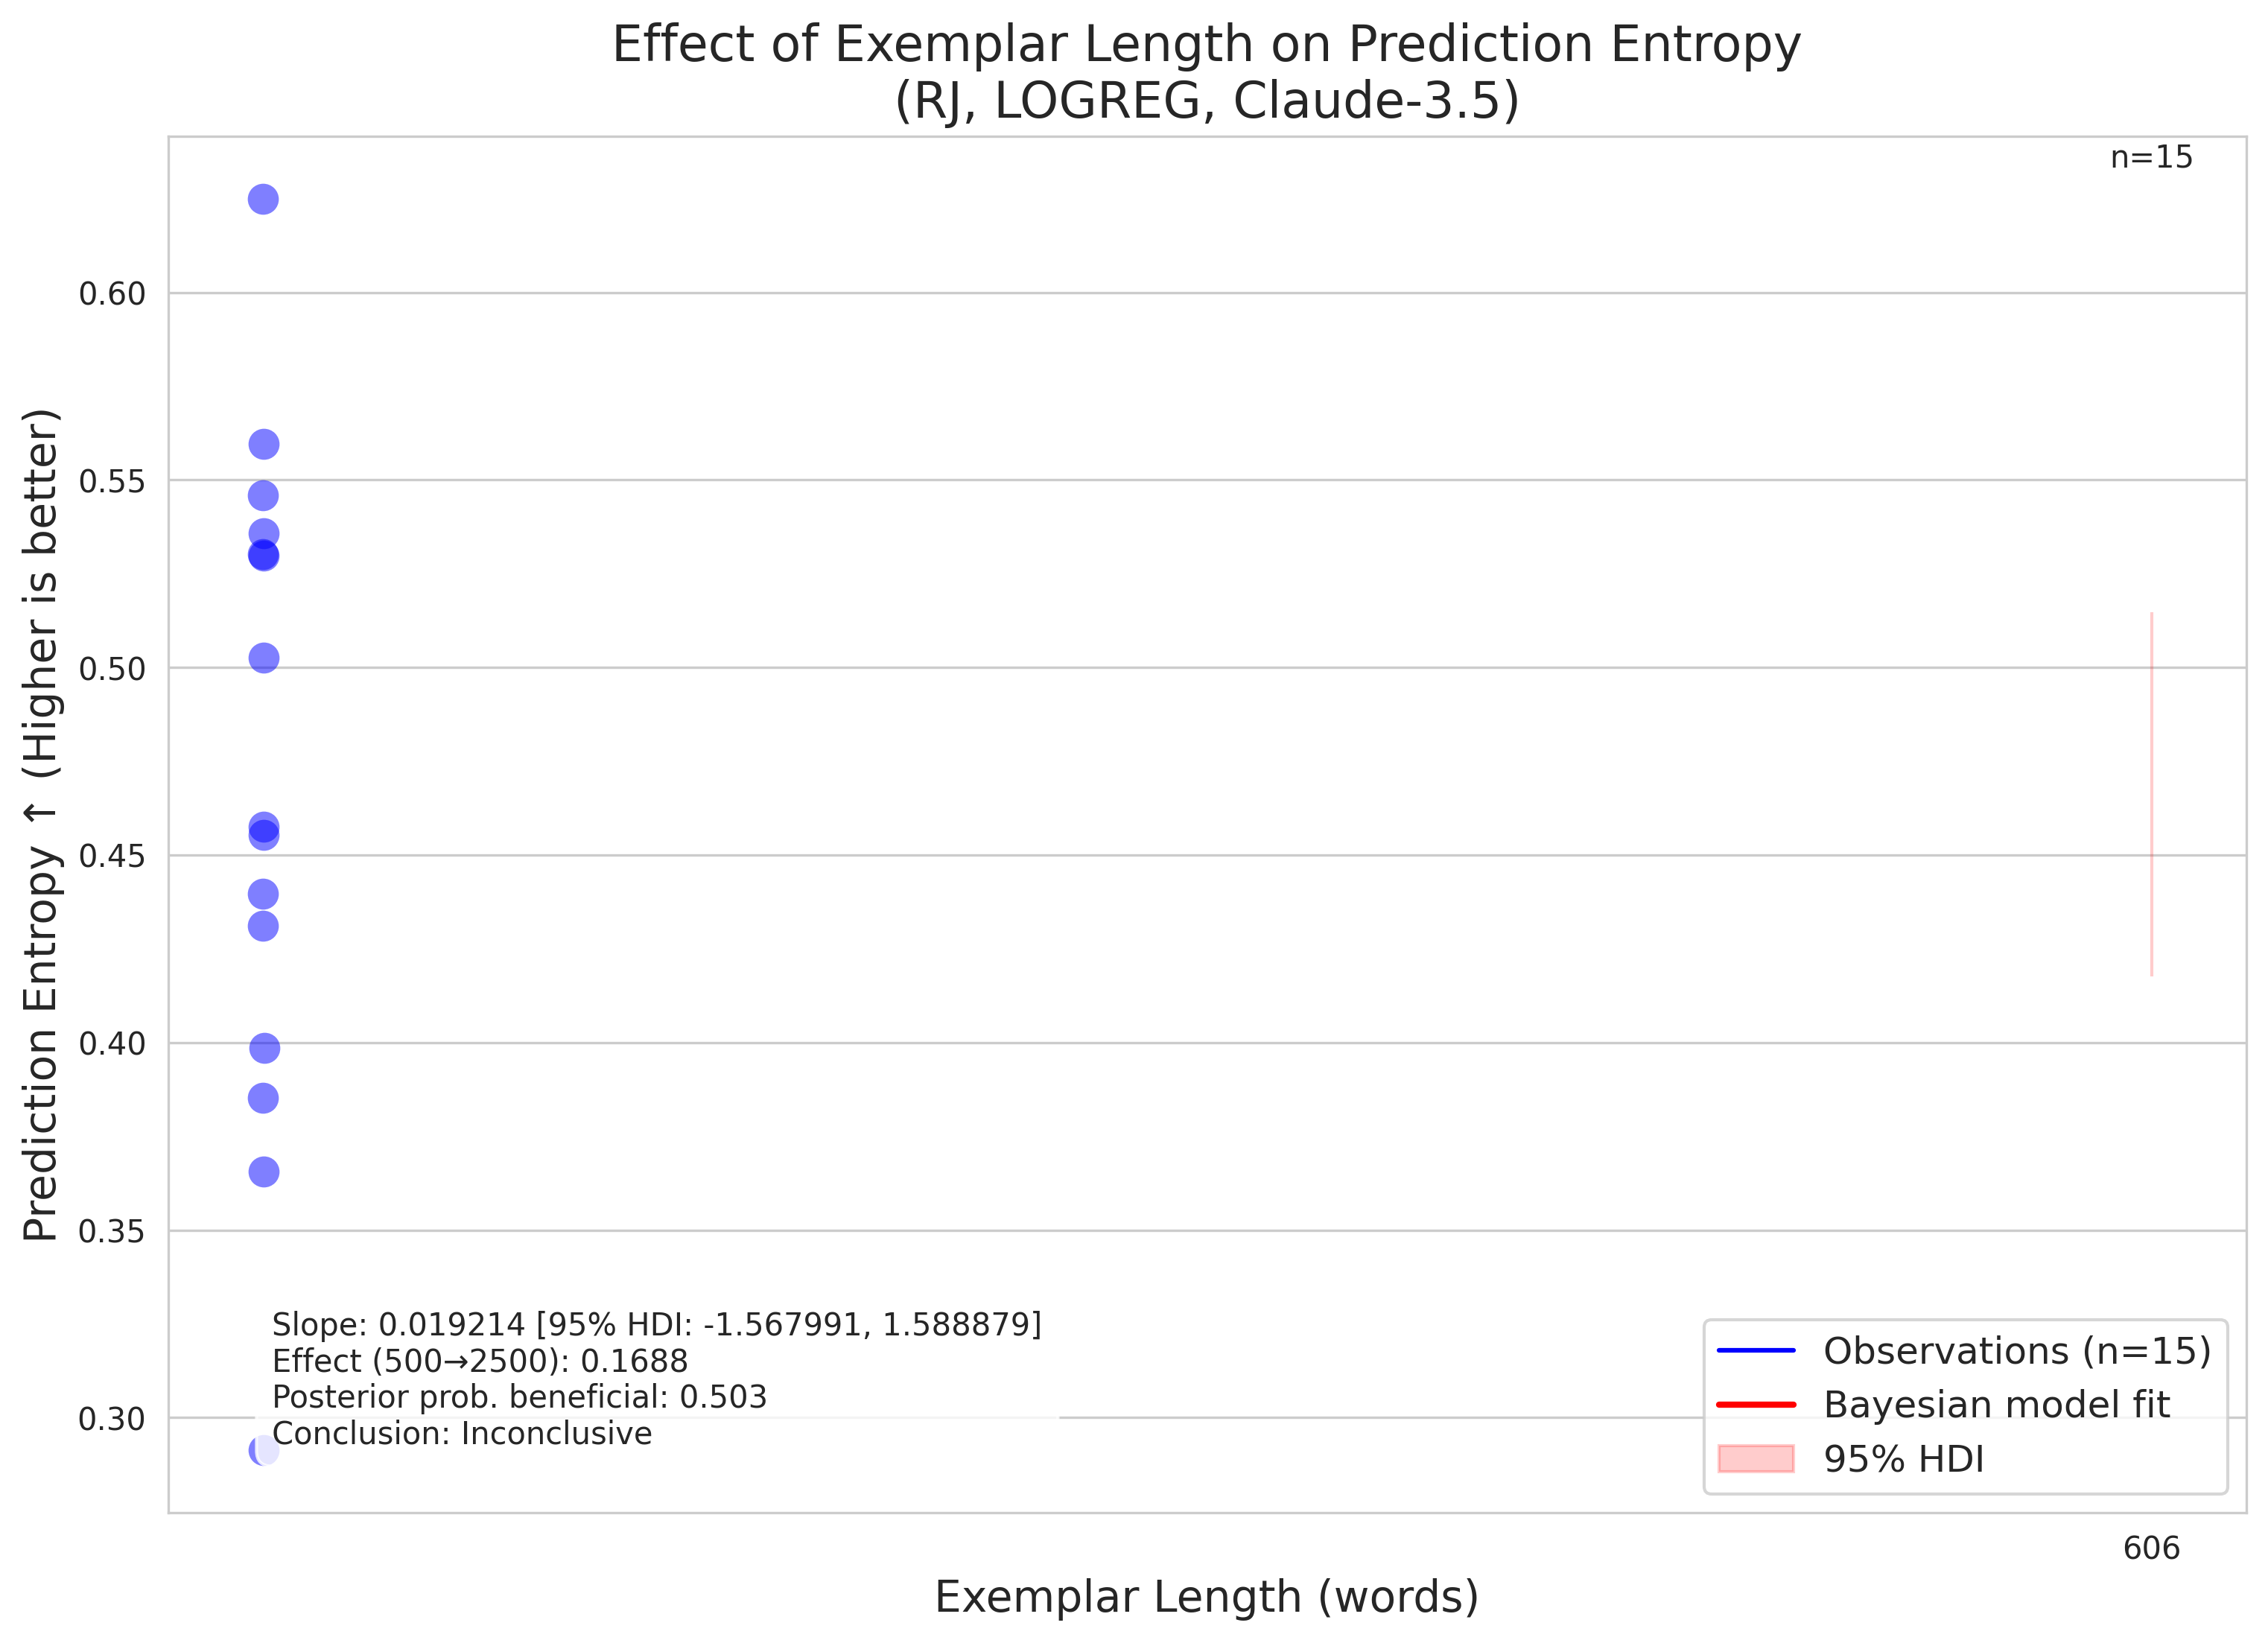 Effect of Exemplar Length on Prediction Entropy
(RJ, LOGREG, Claude-3.5)
n=15
Prediction Entropy ↑ (Higher is better)
0.60
0.55
0.50
0.45
0.40
0.35
0.30
Slope: 0.019214 [95% HDI: -1.567991, 1.588879]
Effect (500→2500): 0.1688
Posterior prob. beneficial: 0.503
Conclusion: Inconclusive
Observations (n=15)
Bayesian model fit
95% HDI
606
Exemplar Length (words)